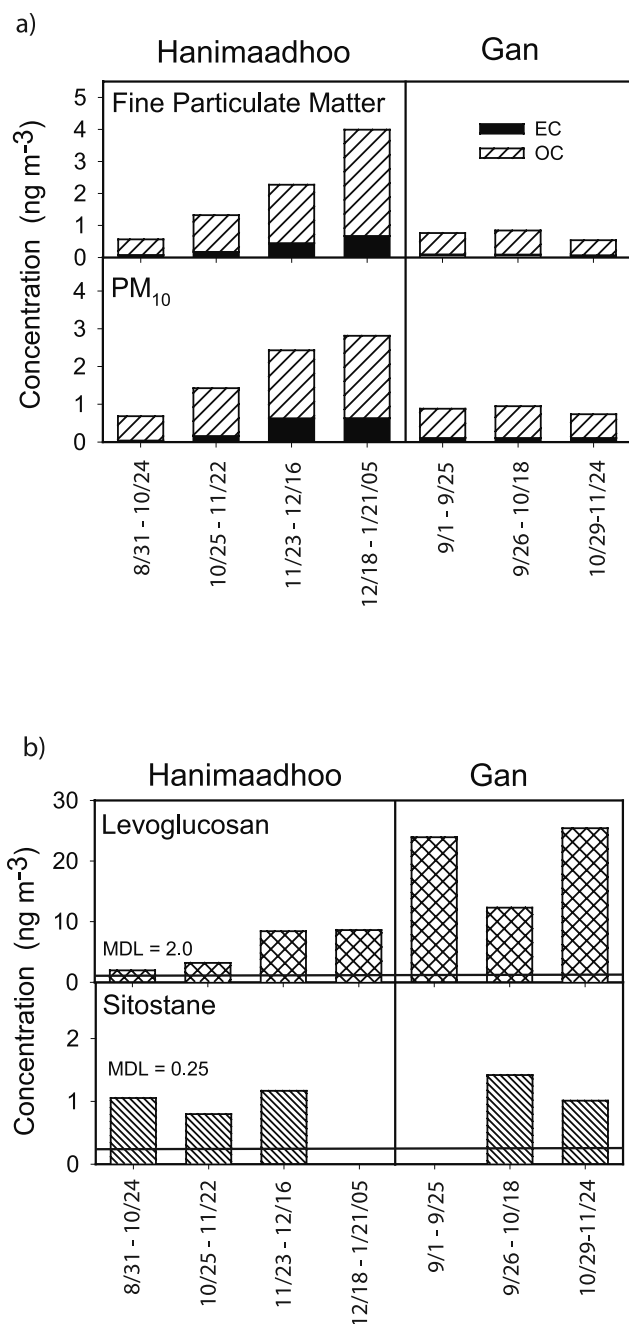 a)
Hanimaadhoo Gan
Fine Particulate Matter
EC
OC
5
4
3
2
1
0
PM10
4
3
2
1
0
Concentration (ng m-3)
8/31 - 10/24
10/25 - 11/22
11/23 - 12/16
12/18 - 1/21/05
9/1 - 9/25
9/26 - 10/18
10/29-11/24
b)
Hanimaadhoo Gan
30
Levoglucosan
20
10
MDL = 2.0
0
Sitostane
2
MDL = 0.25
1
0
Concentration (ng m-3)
8/31 - 10/24
10/25 - 11/22
11/23 - 12/16
12/18 - 1/21/05
9/1 - 9/25
9/26 - 10/18
10/29-11/24